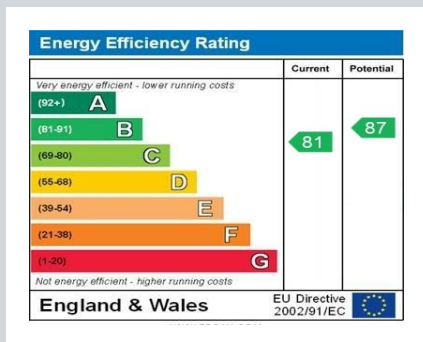 Energy Efficiency Rating
Current Potential
Very energy efficient - lower running costs
(92+) A
(81-91) B
(69-80) C
(55-68) D
(39-54) E
(21-38) F
(1-20) G
81
87
Not energy efficient - higher running costs
England & Wales
EU Directive
2002/91/EC